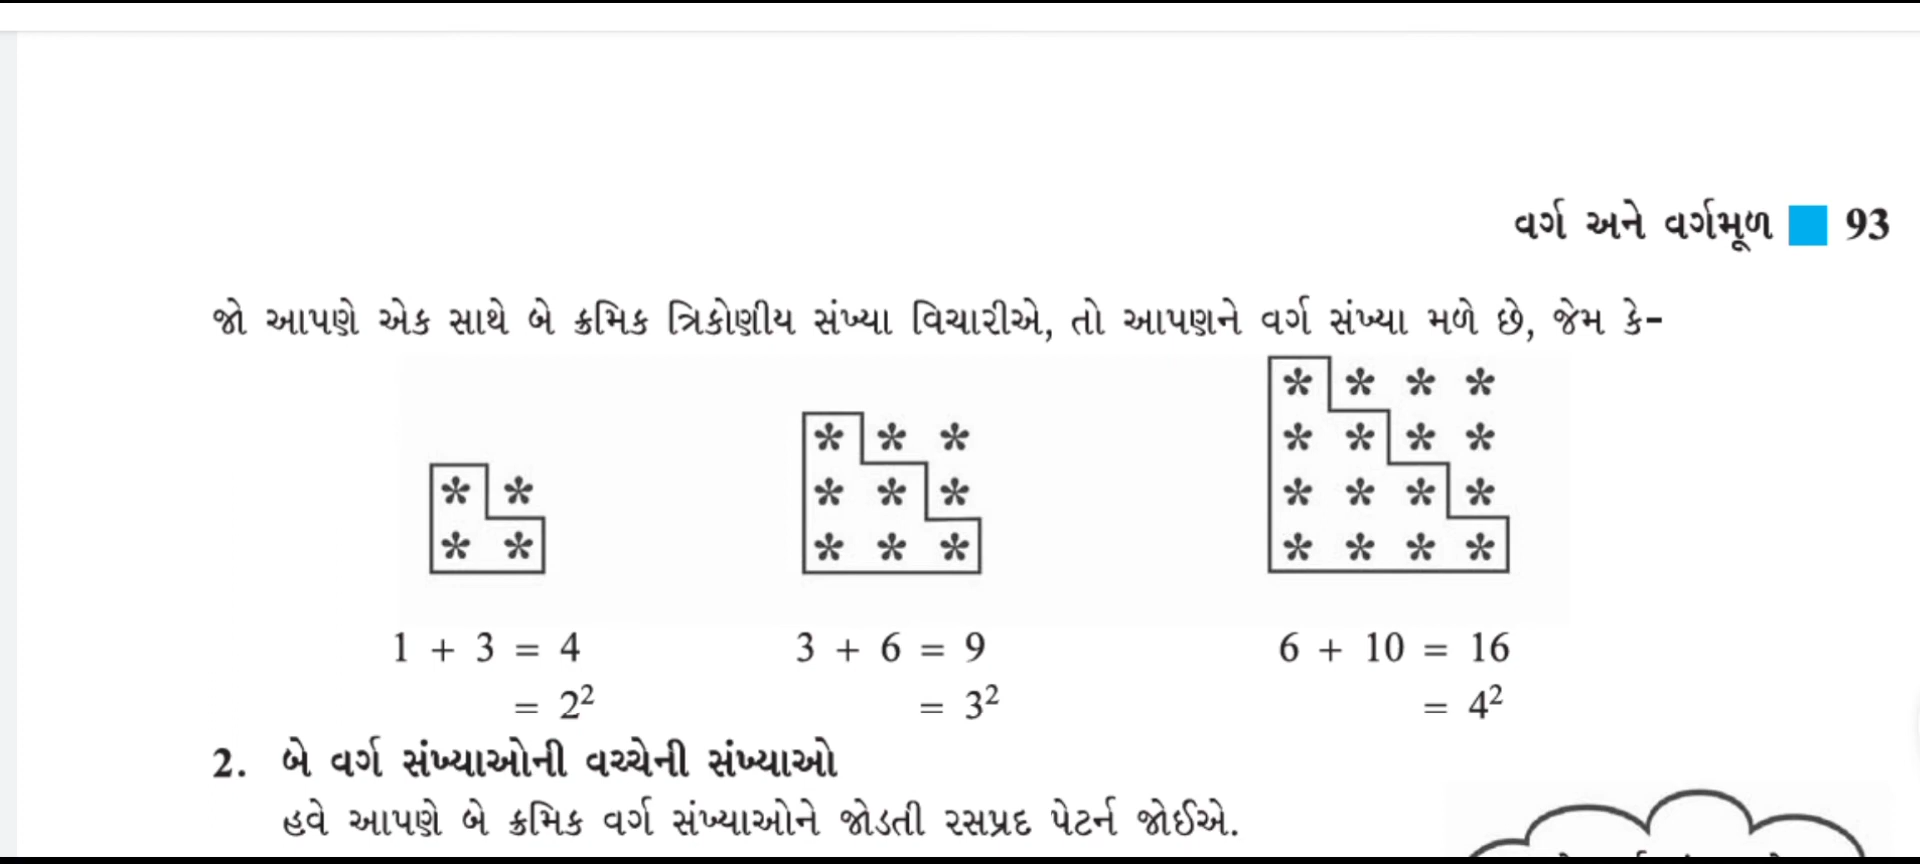 વર્ગ અને વર્ગમૂળ 93
જો આપણે એક સાથે બે ક્રમિક ત્રિકોણીય સંખ્યા વિચારીએ, તો આપણને વર્ગ સંખ્યા મળે છે, જેમ કે-
* *
* *
* * *
* * *
* * *
* * * *
* * * *
* * * *
* * * *
1 + 3 = 4 3 + 6 = 9 6 + 10 = 16
= 2² = 3² = 4²
2. બે વર્ગ સંખ્યાઓની વચ્ચેની સંખ્યાઓ
હવે આપણે બે ક્રમિક વર્ગ સંખ્યાઓને જોડતી રસપ્રદ પેટર્ન જોઈએ.